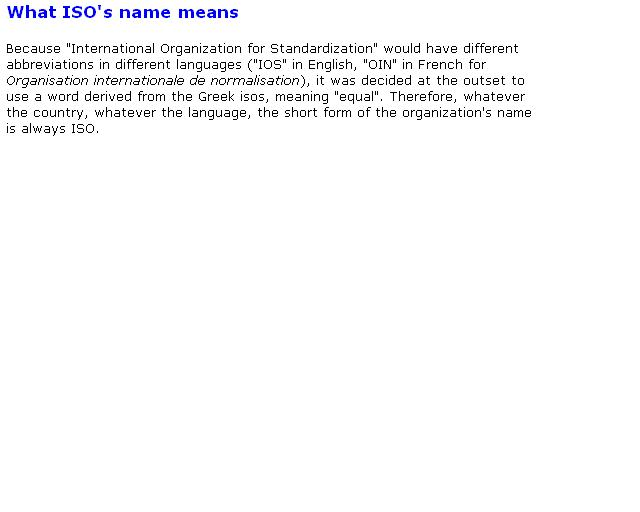 What ISO's name means
Because "International Organization for Standardization" would have different
abbreviations in different languages ("IOS" in English, "OIN" in French for
Organisation internationale de normalisation), it was decided at the outset to
use a word derived from the Greek isos, meaning "equal". Therefore, whatever
the country, whatever the language, the short form of the organization's name
is always ISO.